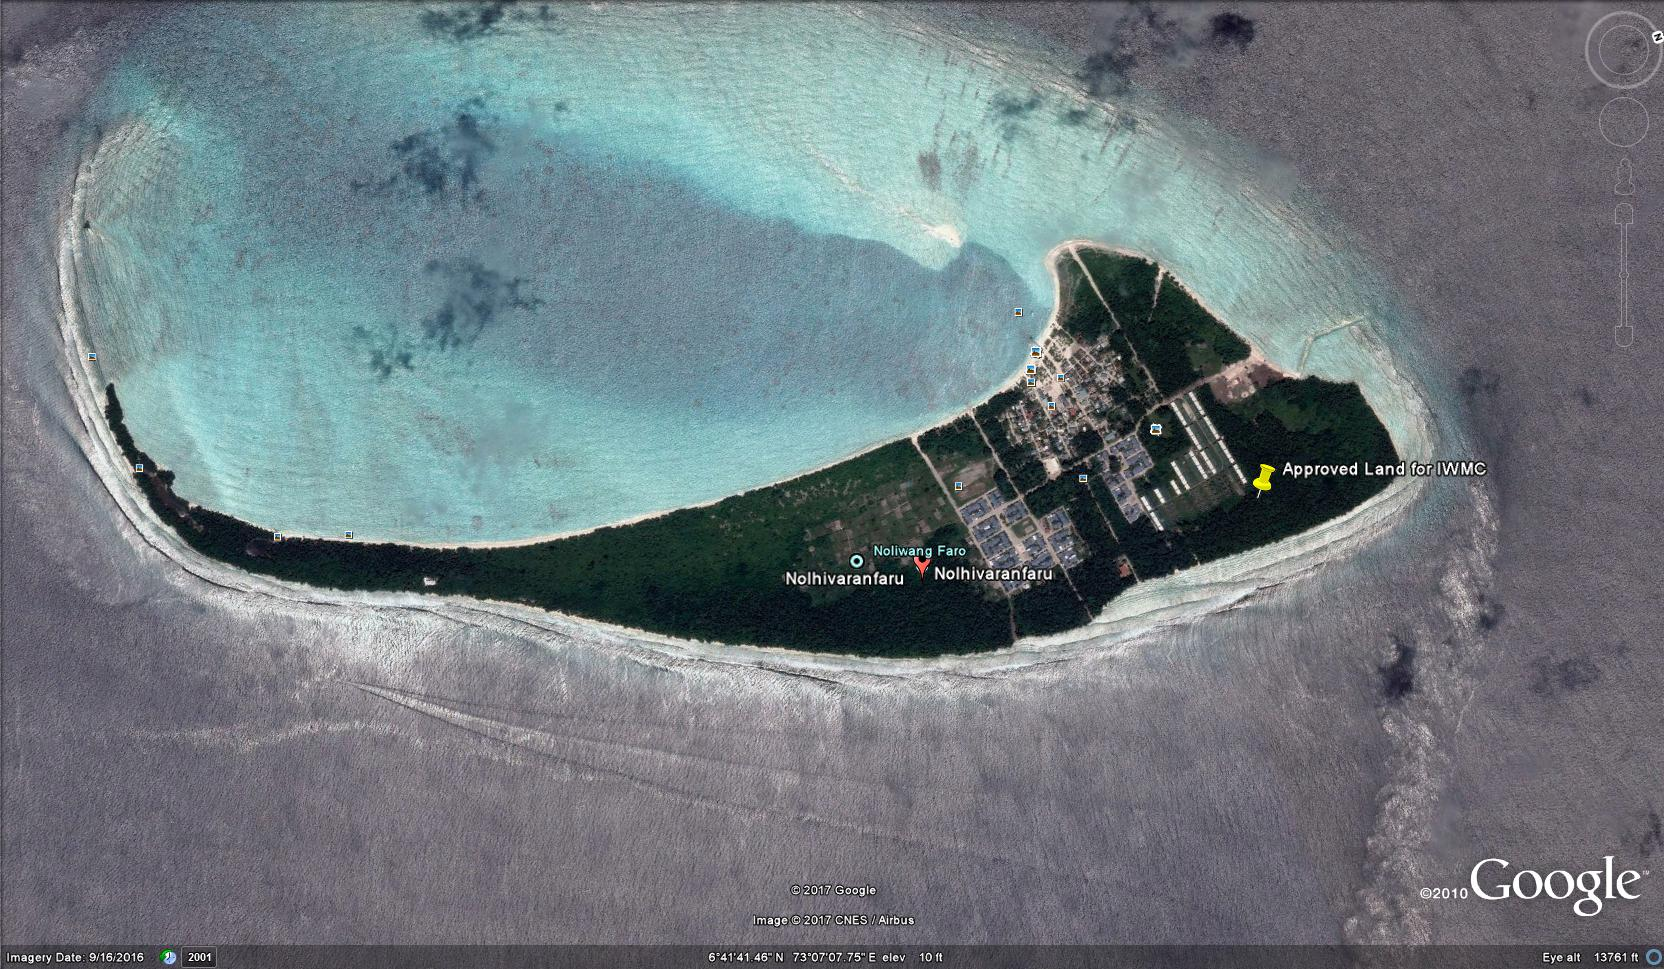 N
Approved Land for IWMC
Noliwang Faro
Nolhivaranfaru
Nolhivaranfaru
© 2017 Google
Image © 2017 CNES / Airbus
©2010 Google™
Imagery Date: 9/16/2016
2001
6°41'41.46" N 73°07'07.75" E elev 10 ft
Eye alt 13761 ft